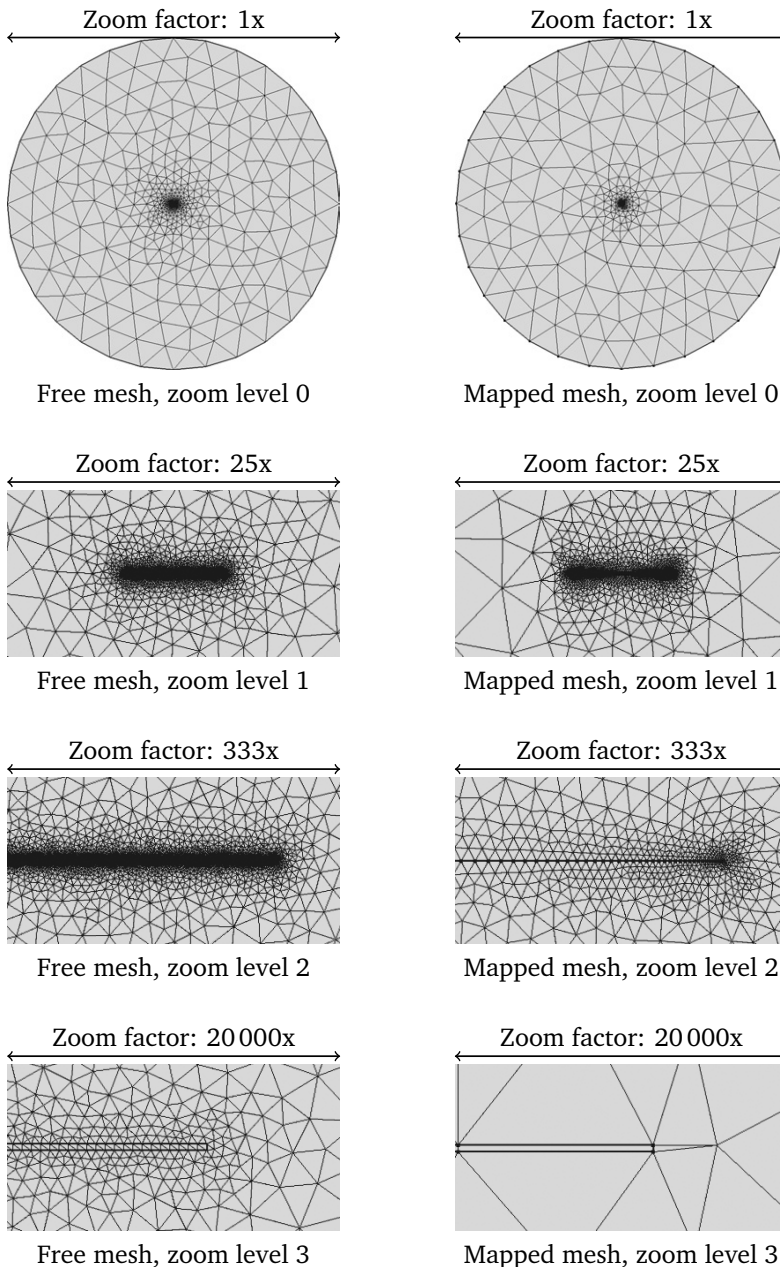 Zoom factor: 1x
Zoom factor: 1x
Free mesh, zoom level 0
Mapped mesh, zoom level 0
Zoom factor: 25x
Zoom factor: 25x
Free mesh, zoom level 1
Mapped mesh, zoom level 1
Zoom factor: 333x
Zoom factor: 333x
Free mesh, zoom level 2
Mapped mesh, zoom level 2
Zoom factor: 20 000x
Zoom factor: 20 000x
Free mesh, zoom level 3
Mapped mesh, zoom level 3